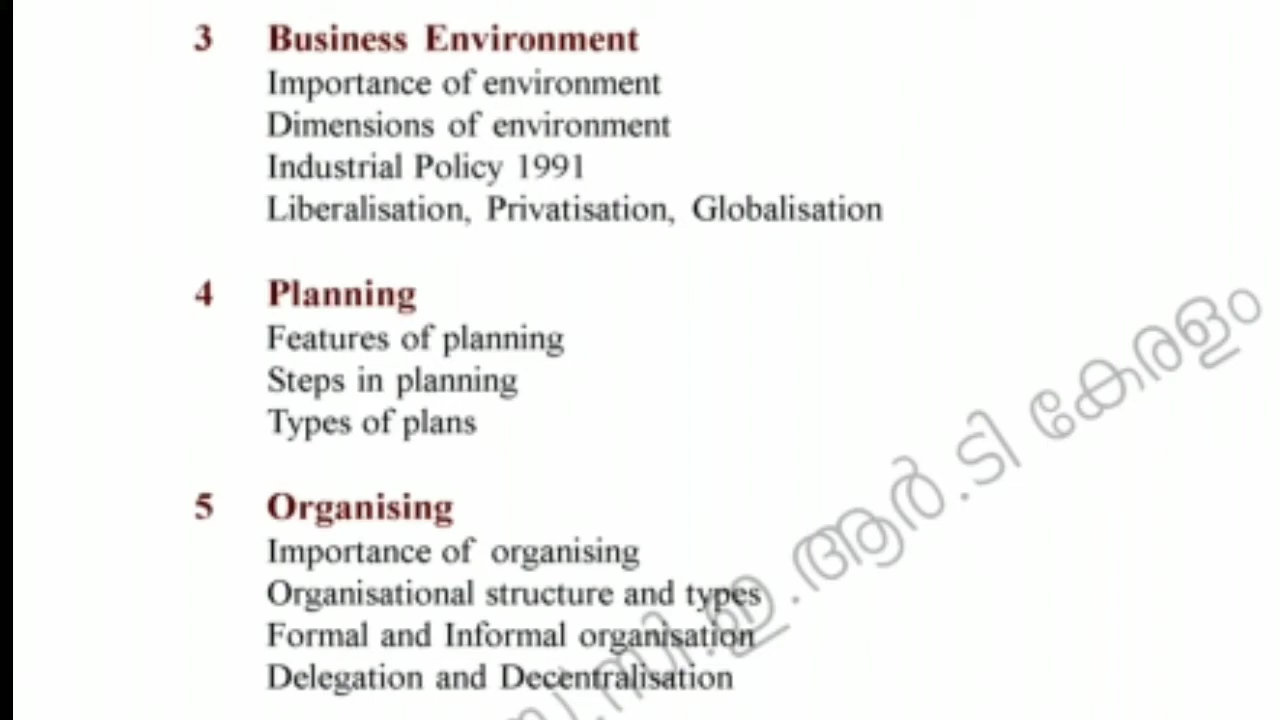 3 Business Environment
Importance of environment
Dimensions of environment
Industrial Policy 1991
Liberalisation, Privatisation, Globalisation
4 Planning
Features of planning
Steps in planning
Types of plans
5 Organising
Importance of organising
Organisational structure and types
Formal and Informal organisation
Delegation and Decentralisation
സി.ഇ.ആർ.ടി കേരളം